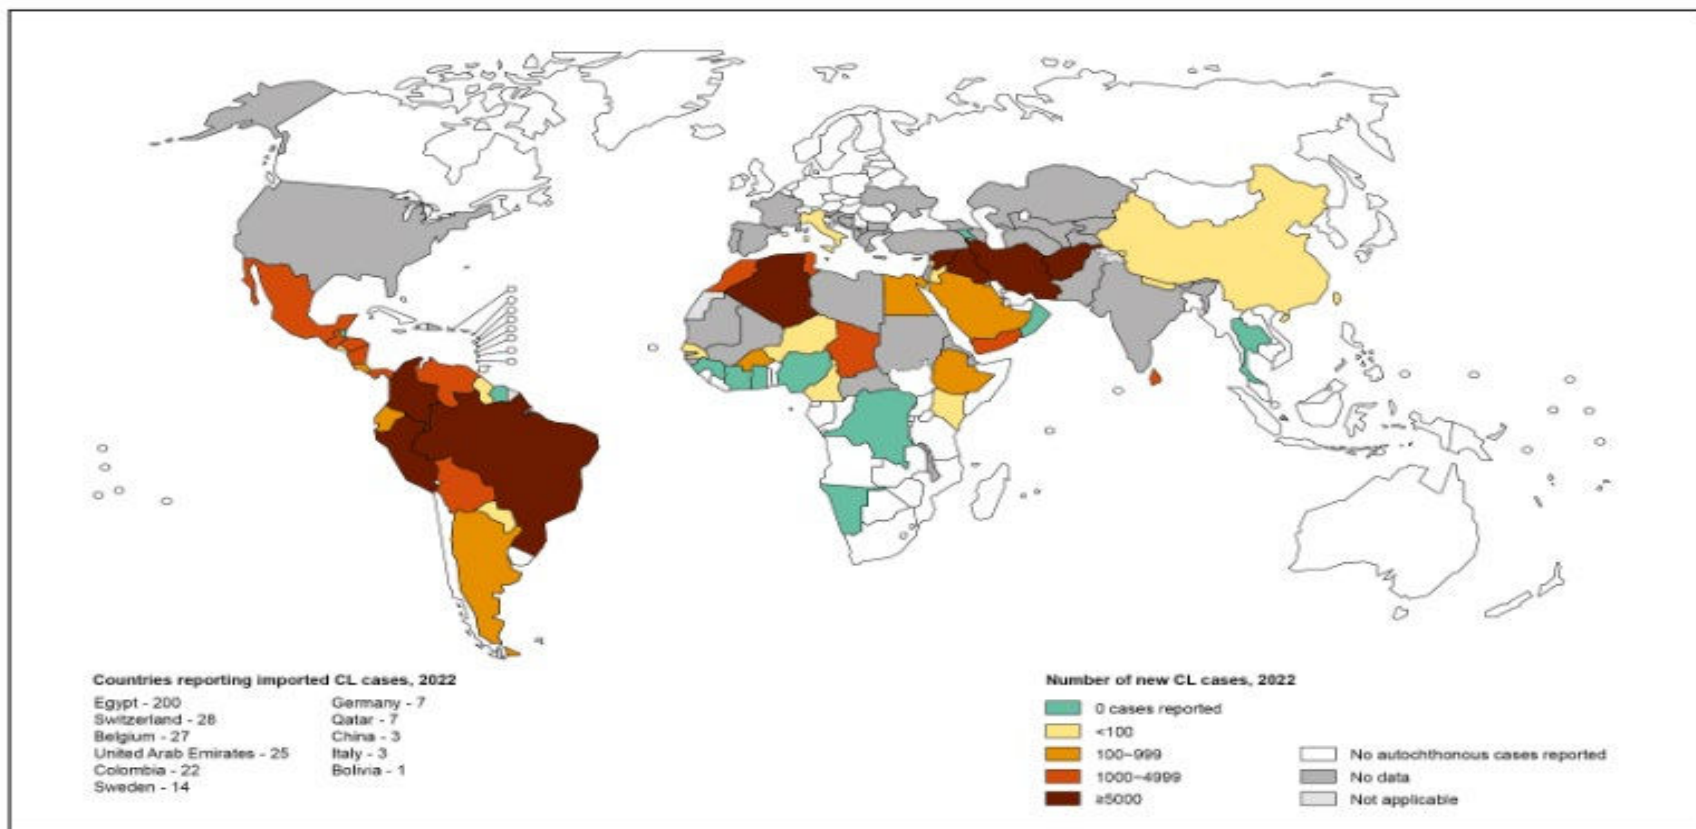 Countries reporting imported CL cases, 2022
Egypt - 200
Switzerland - 28
Belgium - 27
United Arab Emirates - 25
Colombia - 22
Sweden - 14
Germany - 7
Qatar - 7
China - 3
Italy - 3
Bolivia - 1
Number of new CL cases, 2022
0 cases reported
<100
100–999
1000–4999
≥5000
No autochthonous cases reported
No data
Not applicable